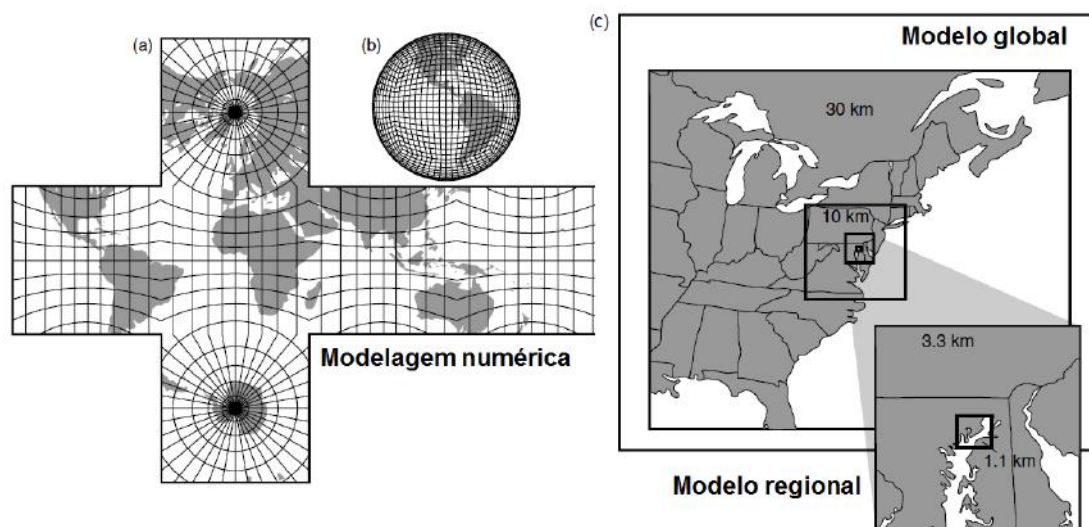 (a)
(b)
Modelagem numérica
(c)
Modelo global
30 km
10 km
3.3 km
1.1 km
Modelo regional